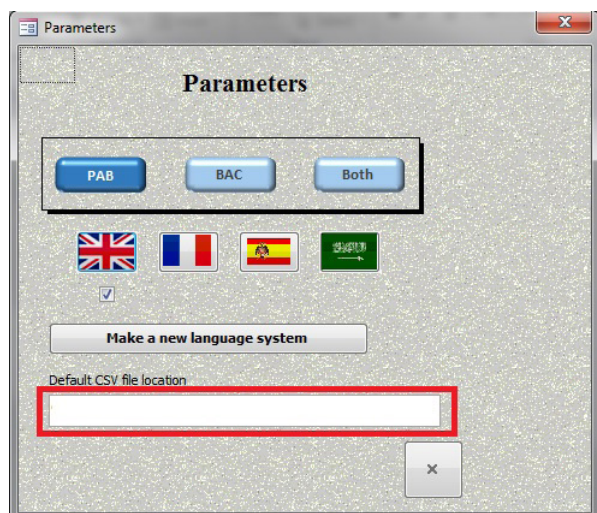 Parameters
Parameters
PAB BAC Both
Make a new language system
Default CSV file location